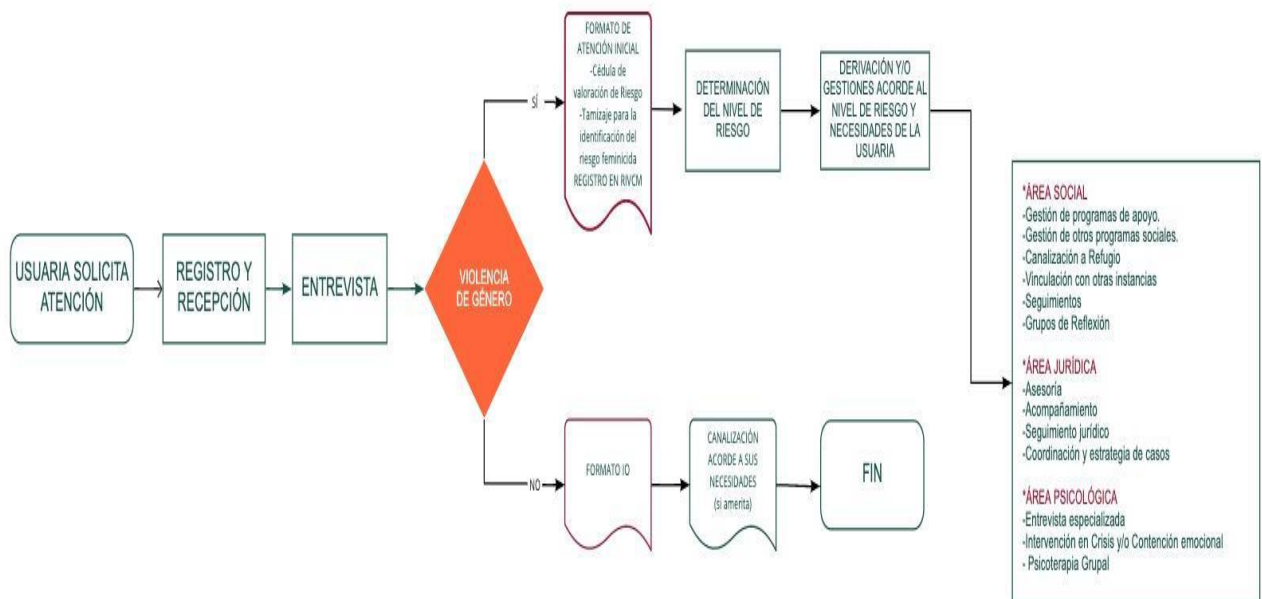 USUARIA SOLICITA
ATENCIÓN
REGISTRO Y
RECEPCIÓN
ENTREVISTA
VIOLENCIA
DE GÉNERO
SÍ
FORMATO DE
ATENCIÓN INICIAL
-Cédula de
valoración de Riesgo
-Tamizaje para la
identificación del
riesgo feminicida
REGISTRO EN RIVCM
DETERMINACIÓN
DEL NIVEL DE
RIESGO
DERIVACIÓN Y/O
GESTIONES ACORDE AL
NIVEL DE RIESGO Y
NECESIDADES DE LA
USUARIA
*ÁREA SOCIAL
-Gestión de programas de apoyo.
-Gestión de otros programas sociales.
-Canalización a Refugio
-Vinculación con otras instancias
-Seguimientos
-Grupos de Reflexión
*ÁREA JURÍDICA
-Asesoría
-Acompañamiento
-Seguimiento jurídico
-Coordinación y estrategia de casos
*ÁREA PSICOLÓGICA
-Entrevista especializada
-Intervención en Crisis y/o Contención emocional
- Psicoterapia Grupal
NO
FORMATO IO
CANALIZACIÓN
ACORDE A SUS
NECESIDADES
(si amerita)
FIN